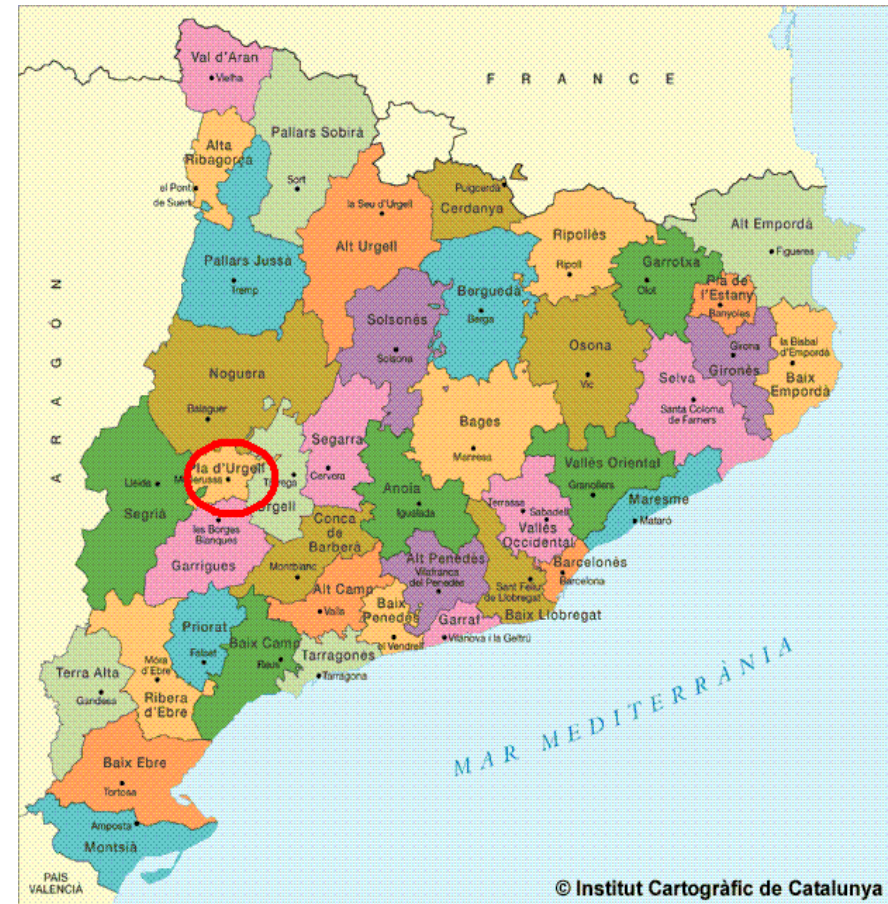 Val d'Aran
Vielha
FRANCE
Pallars Sobirà
Alta
Ribagorça
el Pont
de Suert
Sort
Puigcerdà
Cerdanya
la Seu d'Urgell
Alt Urgell
Ripollès
Ripoll
Alt Empordà
Figueres
Garrotxa
Olot
Pla de
l'Estany
Banyoles
Pallars Jussà
Tremp
Berguedà
Berga
Solsonès
Solsona
Osona
Vic
Girona
Gironès
la Bisbal
d'Empordà
Baix
Empordà
Selva
Santa Coloma
de Farners
ARAGON
Noguera
Balaguer
Bages
Manresa
Segarra
Cervera
Pla d'Urgell
Mollerussa
Tàrrega
Urgell
Lleida
Segrià
Vallès Oriental
Granollers
Maresme
Mataró
Anoia
Igualada
Terrassa
Sabadell
Vallès
Occidental
les Borges
Blanques
Garrigues
Conca
de
Barberà
Montblanc
Alt Penedès
Vilafranca
del Penedès
Barcelonès
Barcelona
Sant Feliu
de Llobregat
Baix Llobregat
Alt Camp
Valls
Baix
Penedès
el Vendrell
Garraf
Vilanova i la Geltrú
Priorat
Falset
Baix Camp
Reus
Tarragonès
Tarragona
Móra
d'Ebre
Ribera
d'Ebre
Terra Alta
Gandesa
MAR MEDITERRÀNIA
Baix Ebre
Tortosa
Amposta
Montsià
PAIS
VALENCIÀ
© Institut Cartogràfic de Catalunya